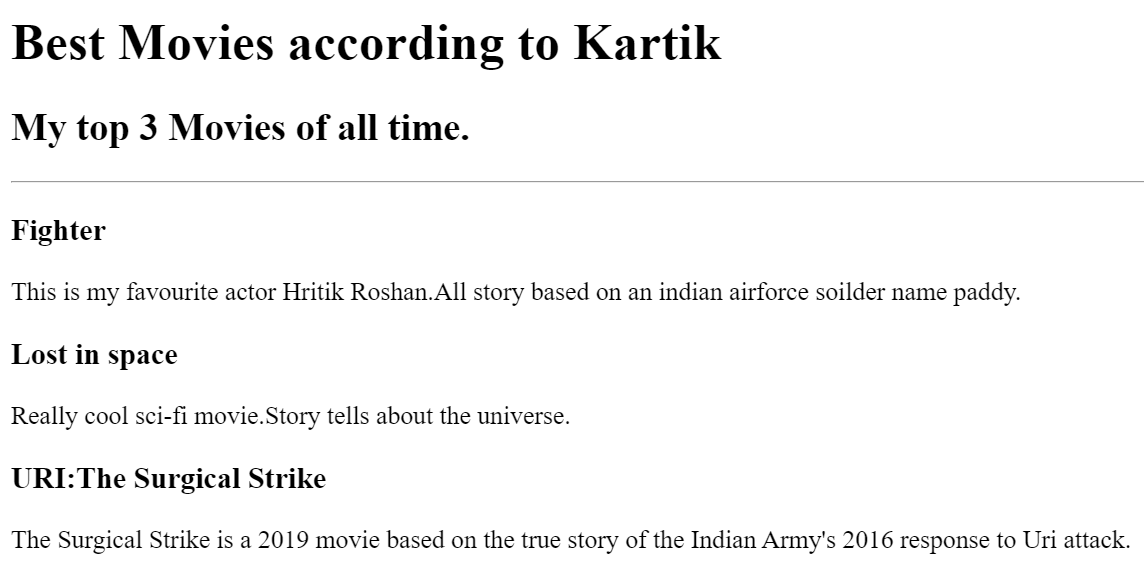 Best Movies according to Kartik
My top 3 Movies of all time.
Fighter
This is my favourite actor Hritik Roshan.All story based on an indian airforce soilder name paddy.
Lost in space
Really cool sci-fi movie.Story tells about the universe.
URI:The Surgical Strike
The Surgical Strike is a 2019 movie based on the true story of the Indian Army's 2016 response to Uri attack.